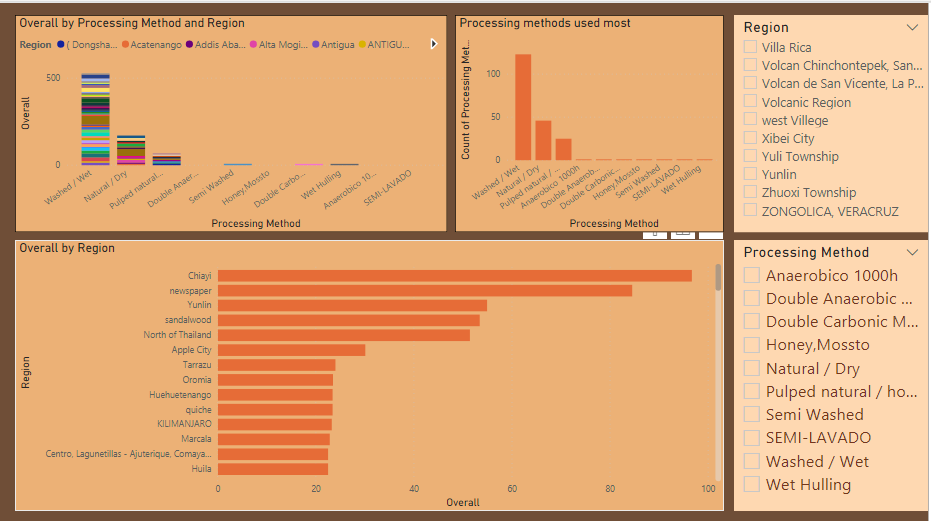 Overall by Processing Method and Region
Region ( Dongsha... Acatenango Addis Aba... Alta Mogi... Antigua ANTIGU...
Overall
500
0
Washed / Wet
Natural / Dry
Pulped natural...
Double Anaer...
Semi Washed
Honey,Mossto
Double Carbo...
Wet Hulling
Anaerobico 10...
SEMI-LAVADO
Processing Method
Processing methods used most
Count of Processing Met...
100
50
0
Washed / Wet
Natural / Dry
Pulped natural / ...
Anaerobico 1000h
Double Anaerob...
Double Carbonic...
Honey,Mossto
Semi Washed
SEMI-LAVADO
Wet Hulling
Processing Method
Region
Villa Rica
Volcan Chinchontepek, San...
Volcan de San Vicente, La P...
Volcanic Region
west Villege
Xibei City
Yuli Township
Yunlin
Zhuoxi Township
ZONGOLICA, VERACRUZ
Overall by Region
Region
Chiayi
newspaper
Yunlin
sandalwood
North of Thailand
Apple City
Tarrazu
Oromia
Huehuetenango
quiche
KILIMANJARO
Marcala
Centro, Lagunetillas - Ajuterique, Comaya...
Huila
0 20 40 60 80 100
Overall
Processing Method
Anaerobico 1000h
Double Anaerobic ...
Double Carbonic M...
Honey,Mossto
Natural / Dry
Pulped natural / ho...
Semi Washed
SEMI-LAVADO
Washed / Wet
Wet Hulling